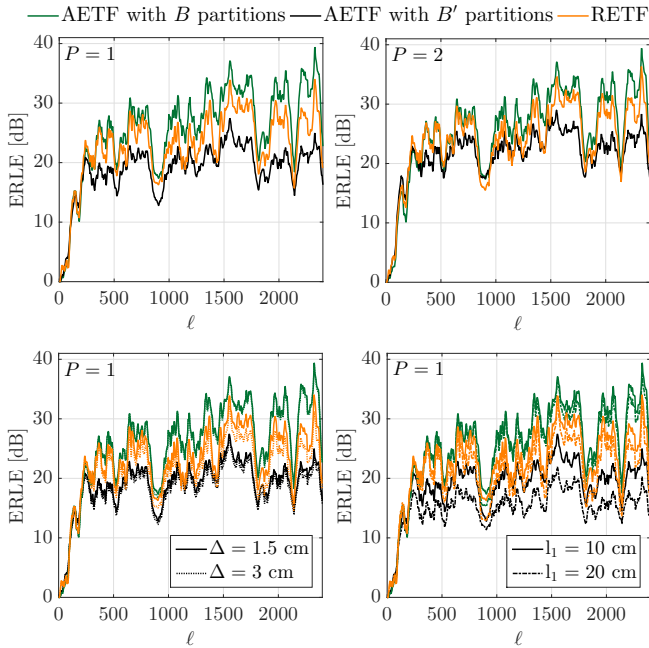 AETF with B partitions AETF with B′ partitions RETF
P = 1
ERLE [dB]
40
30
20
10
0
0 500 1000 1500 2000
ℓ
P = 2
ERLE [dB]
40
30
20
10
0
0 500 1000 1500 2000
ℓ
P = 1
ERLE [dB]
40
30
20
10
0
Δ = 1.5 cm
Δ = 3 cm
0 500 1000 1500 2000
ℓ
P = 1
ERLE [dB]
40
30
20
10
0
l₁ = 10 cm
l₁ = 20 cm
0 500 1000 1500 2000
ℓ